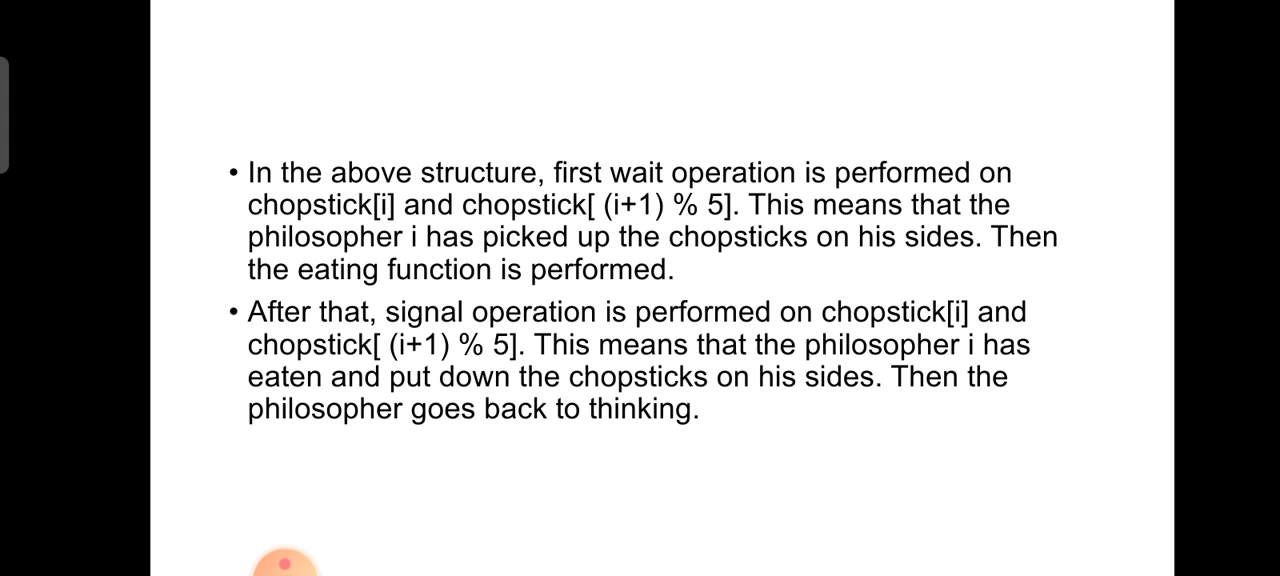 • In the above structure, first wait operation is performed on
chopstick[i] and chopstick[ (i+1) % 5]. This means that the
philosopher i has picked up the chopsticks on his sides. Then
the eating function is performed.
• After that, signal operation is performed on chopstick[i] and
chopstick[ (i+1) % 5]. This means that the philosopher i has
eaten and put down the chopsticks on his sides. Then the
philosopher goes back to thinking.